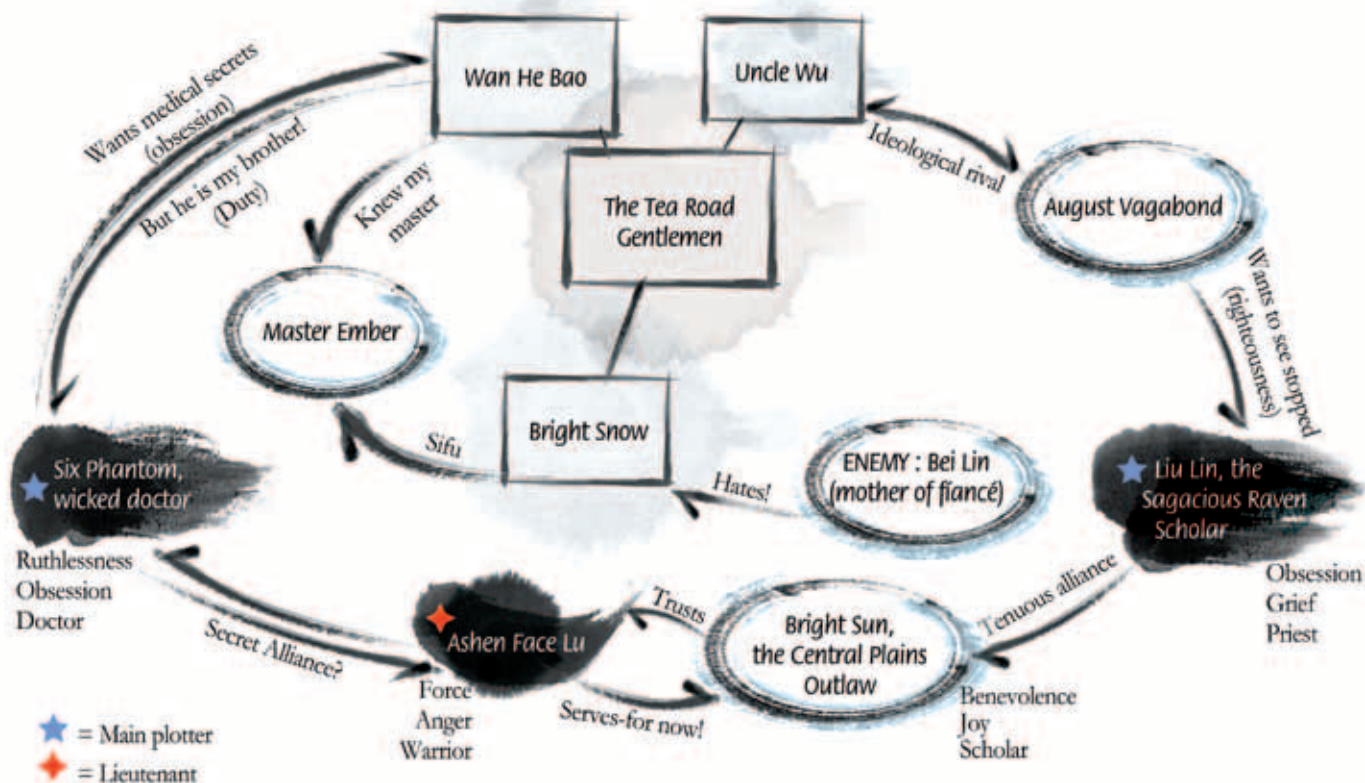 Wan He Bao
Uncle Wu
Wants medical secrets
(obsession)
But he is my brother!
(Duty)
Knew my
master
Ideological rival
The Tea Road
Gentlemen
August Vagabond
Master Ember
Wants to see stopped
(righteousness)
Bright Snow
Sifu
Hates!
ENEMY : Bei Lin
(mother of fiancé)
Six Phantom,
wicked doctor
Liu Lin, the
Sagacious Raven
Scholar
Ruthlessness
Obsession
Doctor
Obsession
Grief
Priest
Secret Alliance?
Ashen Face Lu
Trusts
Tenuous alliance
Bright Sun,
the Central Plains
Outlaw
Force
Anger
Warrior
Serves-for now!
Benevolence
Joy
Scholar
= Main plotter
= Lieutenant